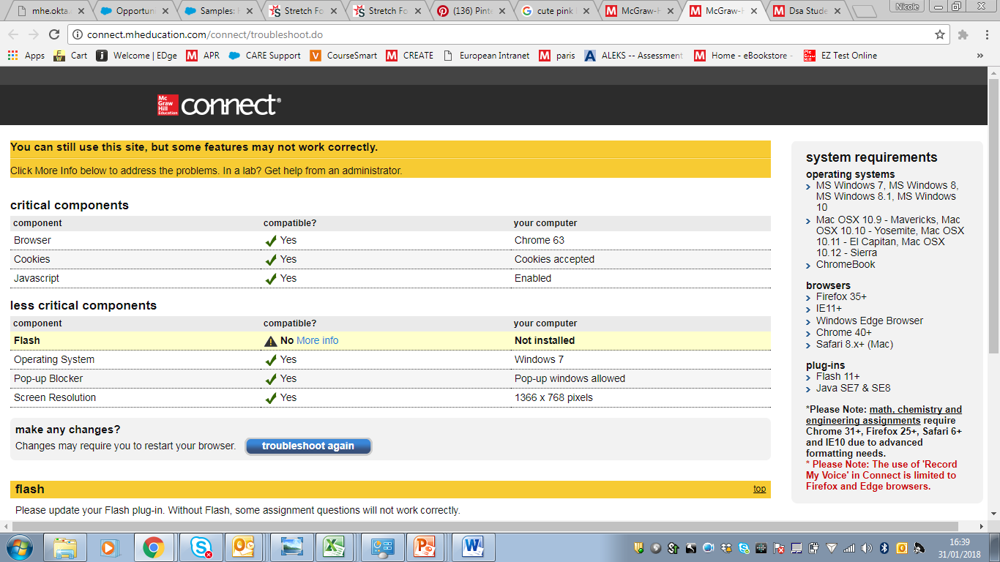 mhe.okta.
Opportun
Samples:
Stretch Fo
Stretch Fo
(136) Pint
cute pink
McGraw-H
McGraw-H
Dsa Stude
Nicole
connect.mheducation.com/connect/troubleshoot.do
Apps
Cart
Welcome | EDge
APR
CARE Support
CourseSmart
CREATE
European Intranet
paris
ALEKS -- Assessment
Home - eBookstore -
EZ Test Online
»
Mc
Graw
Hill
Education
connect®
You can still use this site, but some features may not work correctly.
Click More Info below to address the problems. In a lab? Get help from an administrator.
critical components
component compatible? your computer
Browser Yes Chrome 63
Cookies Yes Cookies accepted
Javascript Yes Enabled
less critical components
component compatible? your computer
Flash No More info Not installed
Operating System Yes Windows 7
Pop-up Blocker Yes Pop-up windows allowed
Screen Resolution Yes 1366 x 768 pixels
make any changes?
Changes may require you to restart your browser. troubleshoot again
flash top
Please update your Flash plug-in. Without Flash, some assignment questions will not work correctly.
system requirements
operating systems
MS Windows 7, MS Windows 8,
MS Windows 8.1, MS Windows
10
Mac OSX 10.9 - Mavericks, Mac
OSX 10.10 - Yosemite, Mac OSX
10.11 - El Capitan, Mac OSX
10.12 - Sierra
ChromeBook
browsers
Firefox 35+
IE11+
Windows Edge Browser
Chrome 40+
Safari 8.x+ (Mac)
plug-ins
Flash 11+
Java SE7 & SE8
*Please Note: math, chemistry and
engineering assignments require
Chrome 31+, Firefox 25+, Safari 6+
and IE10 due to advanced
formatting needs.
* Please Note: The use of 'Record
My Voice' in Connect is limited to
Firefox and Edge browsers.
16:39
31/01/2018